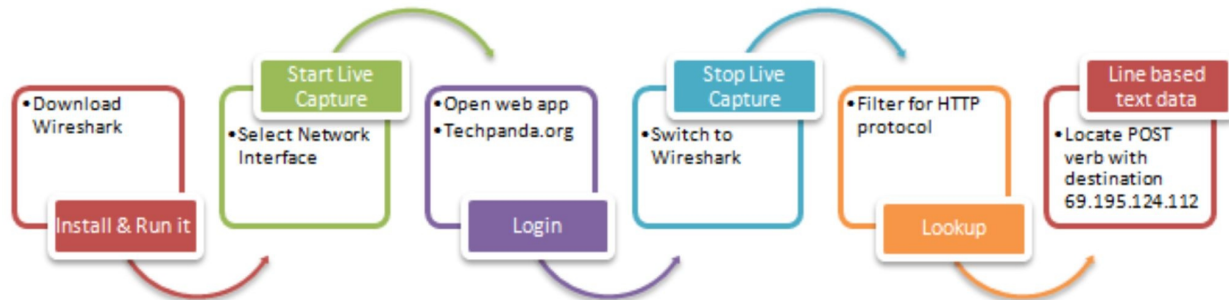 •Download
Wireshark
Install & Run it
Start Live
Capture
•Select Network
Interface
•Open web app
•Techpanda.org
Login
Stop Live
Capture
•Switch to
Wireshark
•Filter for HTTP
protocol
Lookup
Line based
text data
•Locate POST
verb with
destination
69.195.124.112